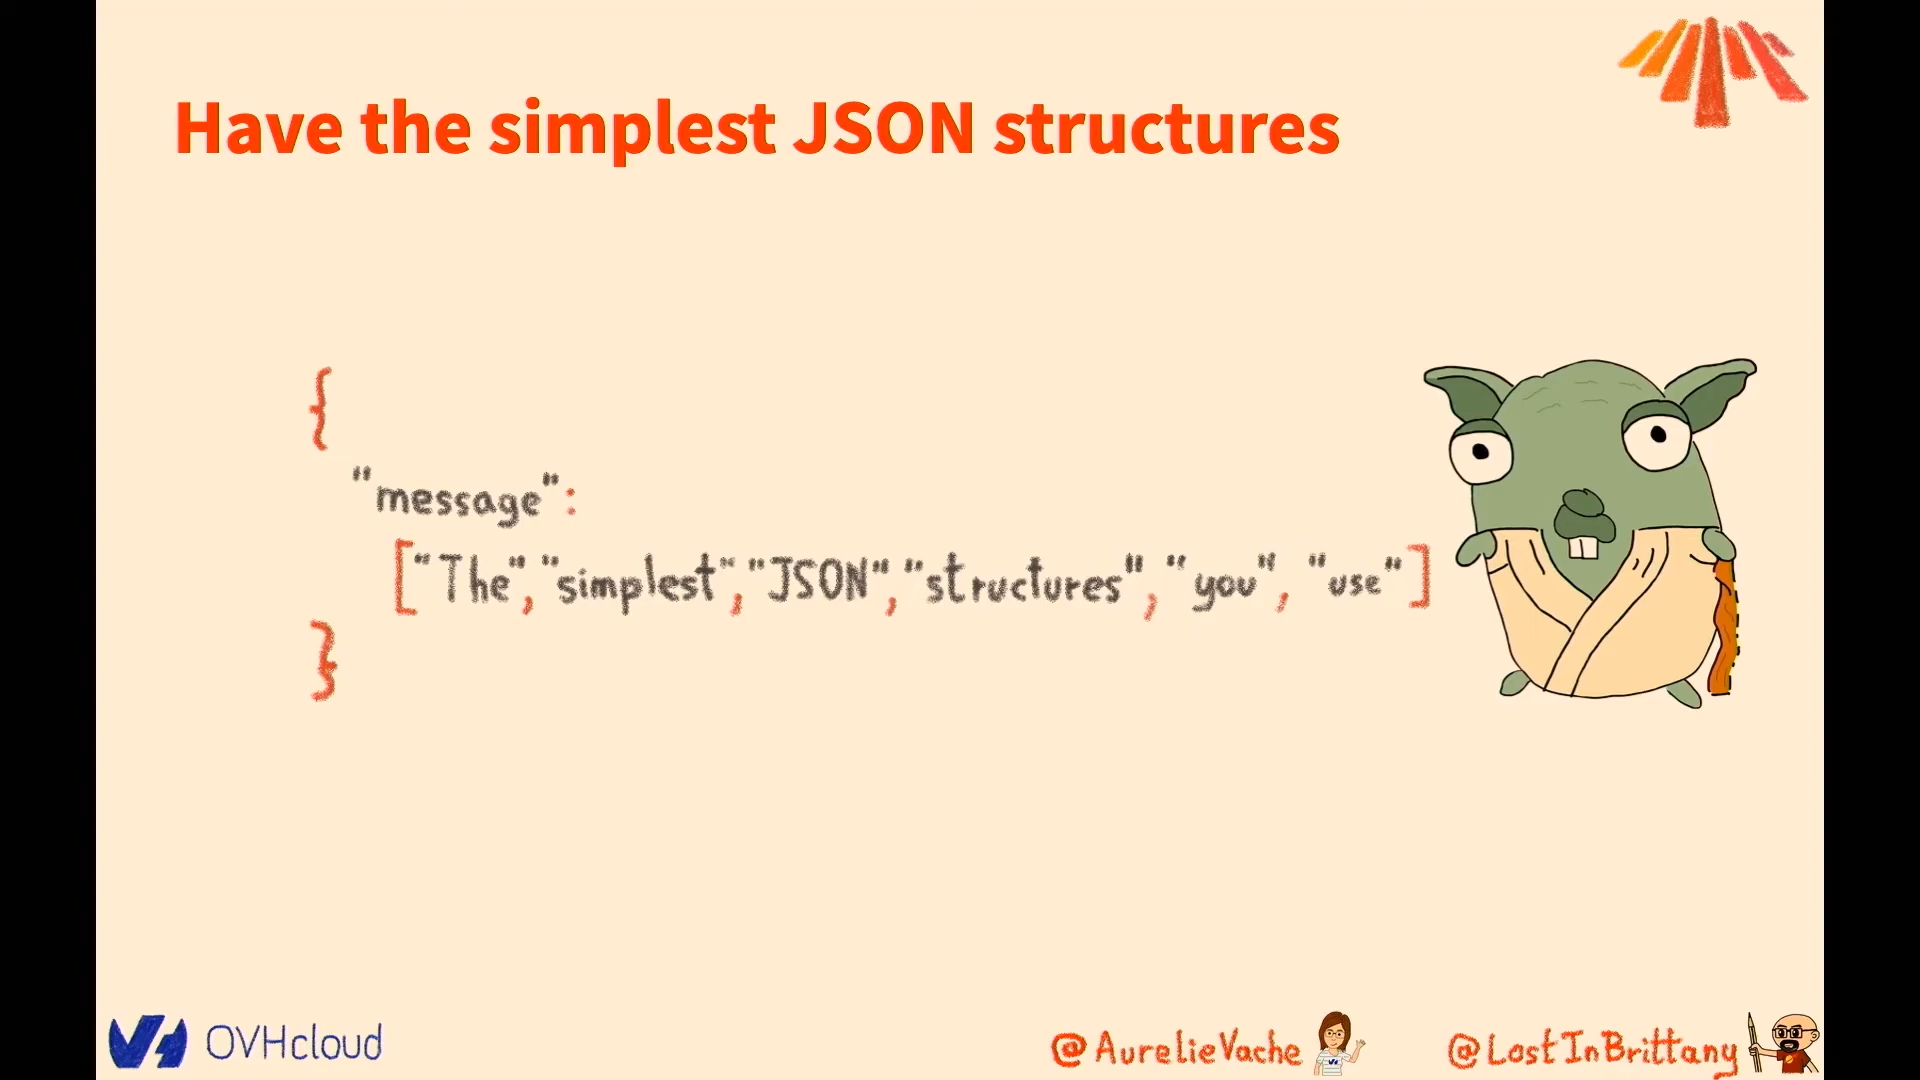 Have the simplest JSON structures
{
"message":
["The", "simplest", "JSON", "structures", "you", "use"]
}
OVHcloud
@AurelieVache
@LostInBrittany